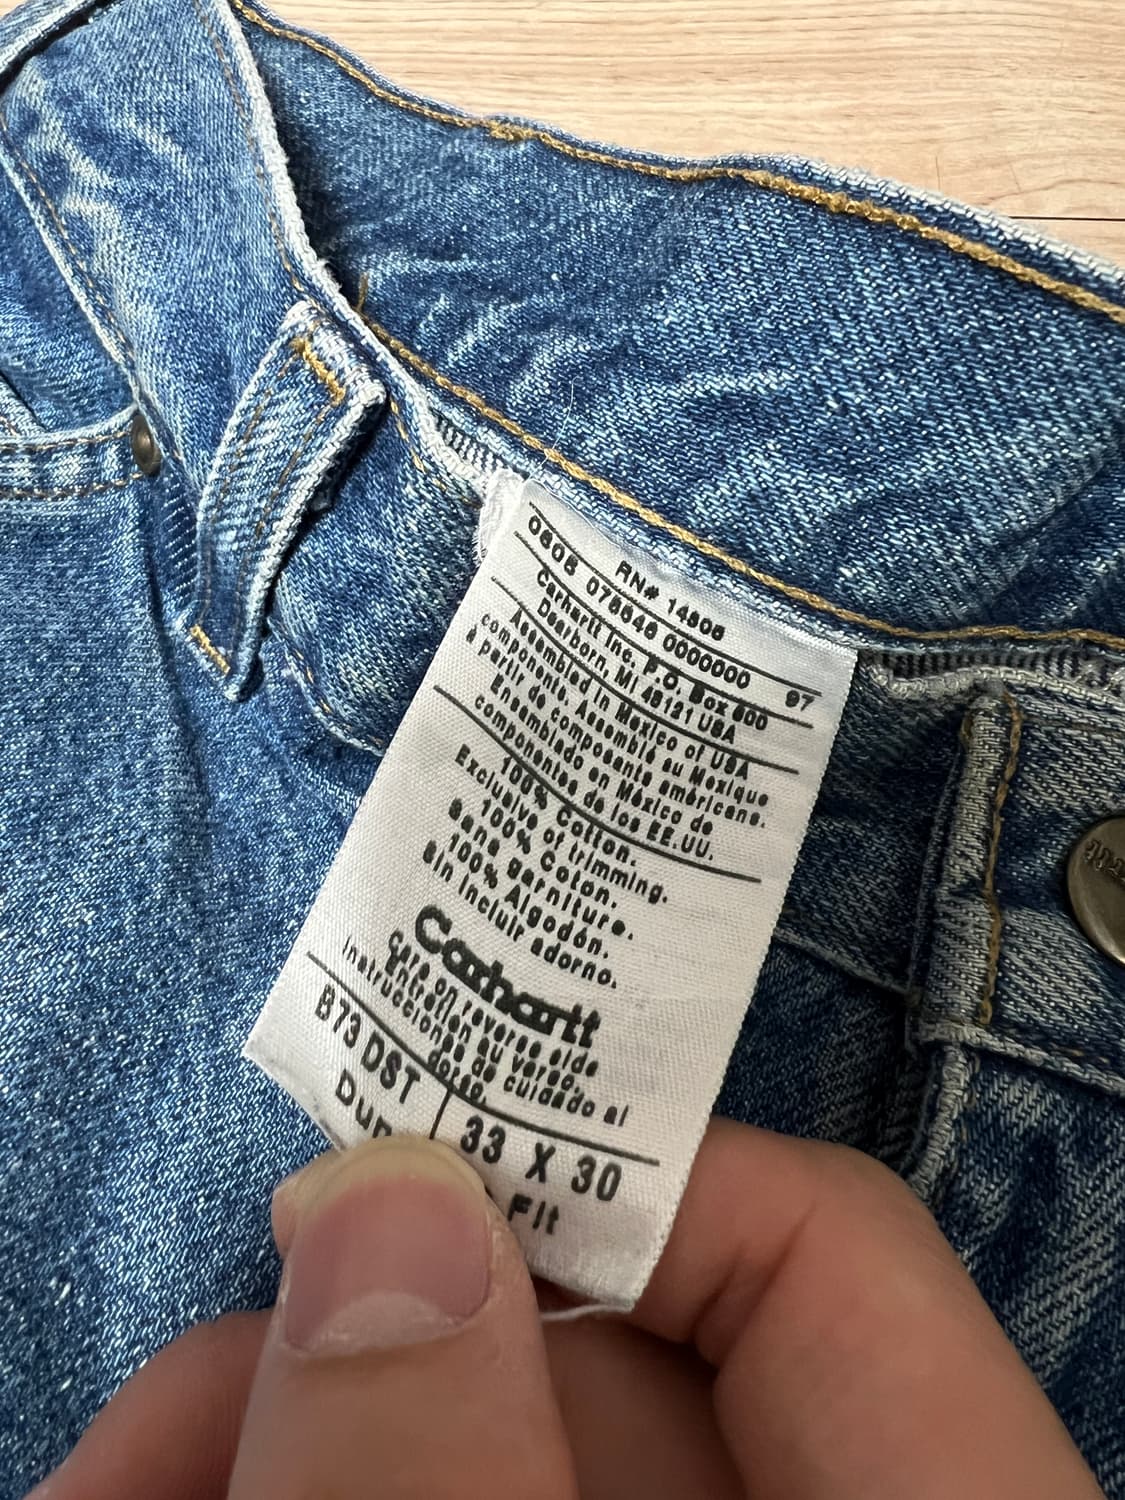 RN# 14806
0808 078646 0000000 97
Carhartt Inc. P.O. Box 600
Dearborn, MI 48121 USA
Assembled in Mexico of USA
components. Assemblé au Mexique
à partir de composants américains.
Ensamblado en México de
componentes de los EE.UU.
100% Cotton.
Exclusive of trimming.
100% Coton.
Sans garniture.
100% Algodón.
Sin incluir adorno.
Carhartt
Care on reverse side
Entretien au verso.
Instrucciones de cuidado al
dorso.
B73 DST 33 X 30
Fit